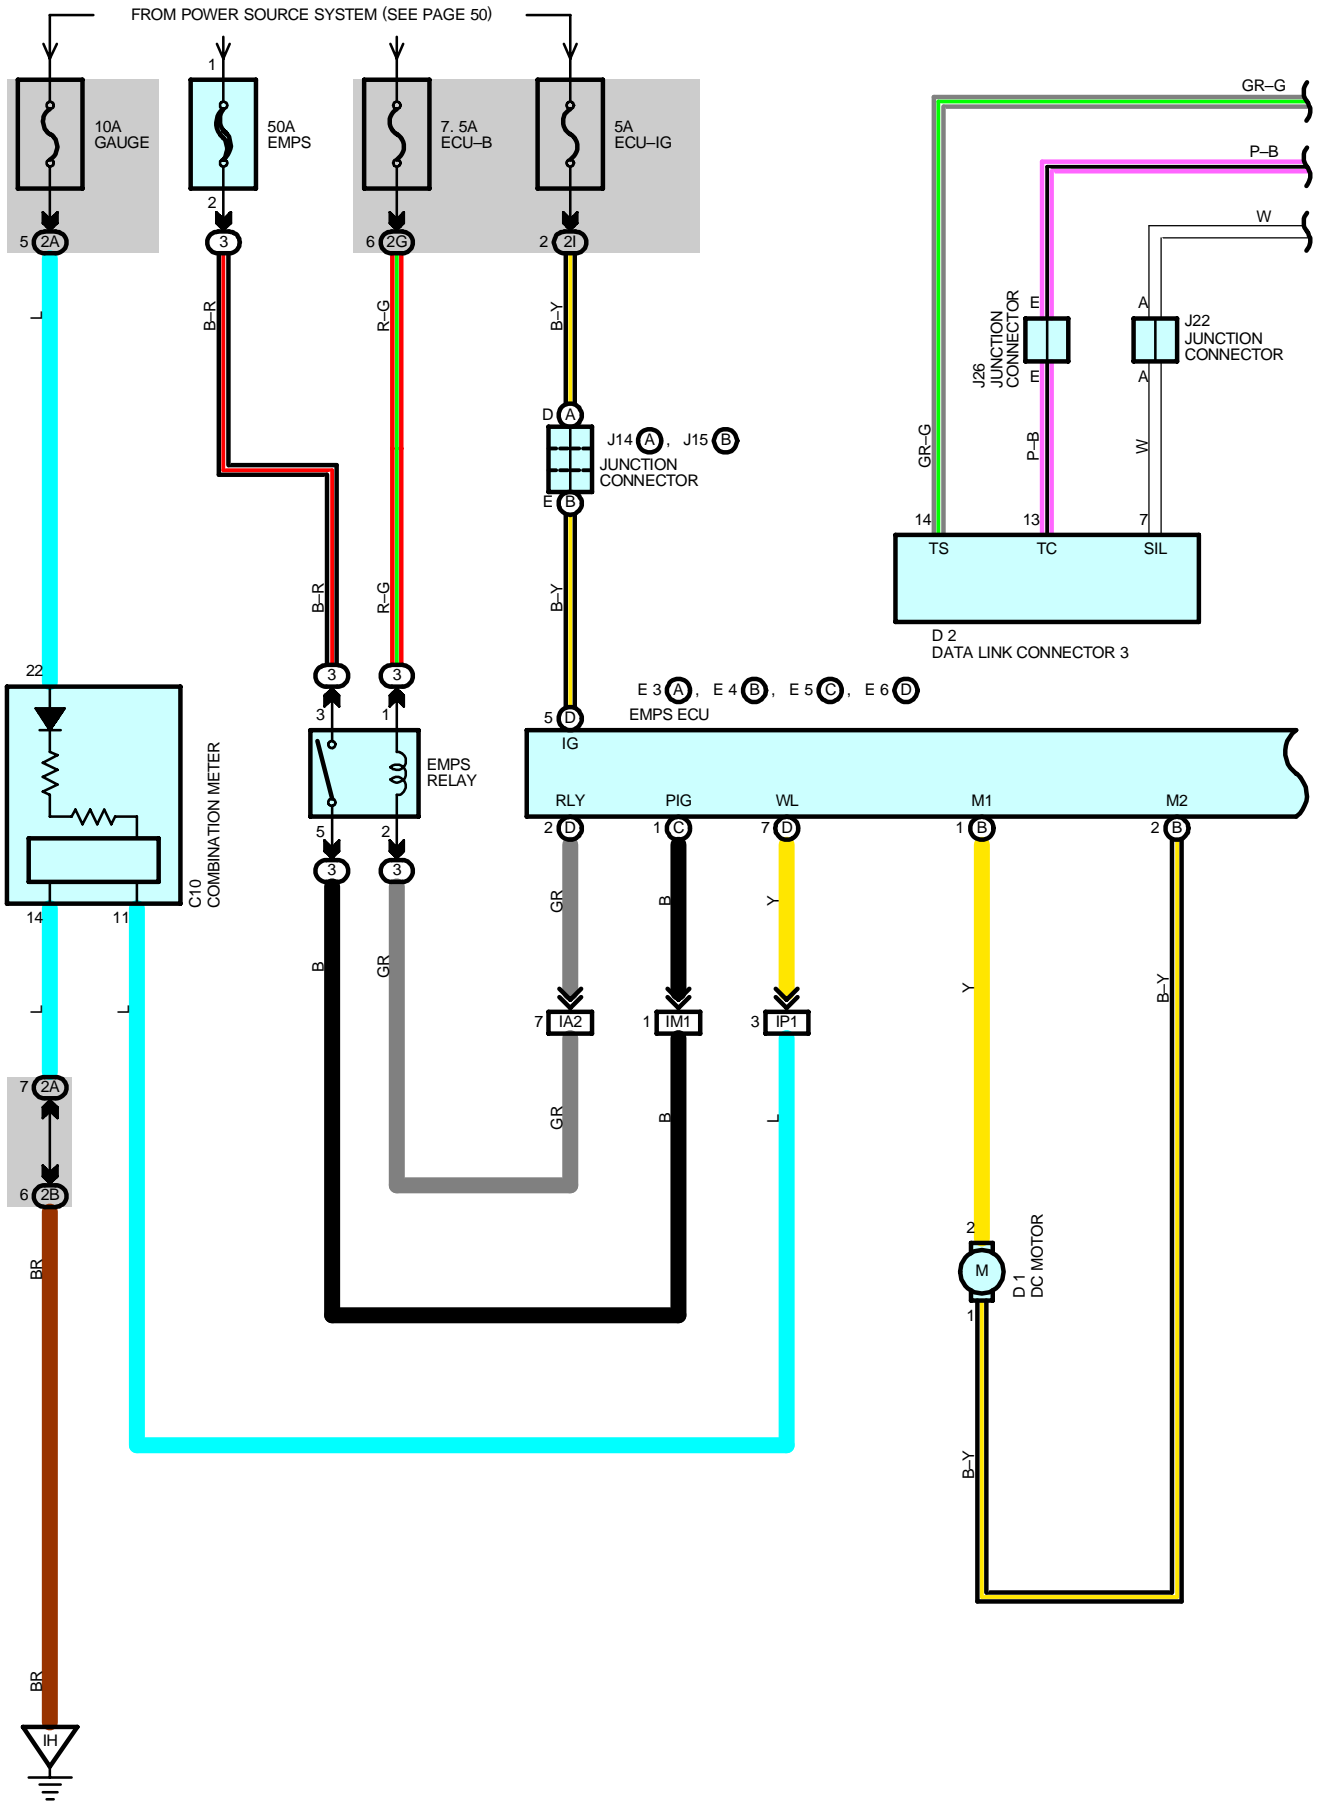 FROM POWER SOURCE SYSTEM (SEE PAGE 50)
1
10A
GAUGE
50A
EMPS
7. 5A
ECU–B
5A
ECU–IG
2
5 2A
3
6 2G
2 2I
GR–G
P–B
W
L
B–R
R–G
B–Y
E
J26
JUNCTION
CONNECTOR
E
A
J22
JUNCTION
CONNECTOR
A
D A
J14 A , J15 B
JUNCTION
CONNECTOR
E B
GR–G
P–B
W
14
13
7
TS
TC
SIL
D 2
DATA LINK CONNECTOR 3
B–R
R–G
B–Y
22
3
3
3
1
E 3 A , E 4 B , E 5 C , E 6 D
EMPS ECU
5 D
IG
EMPS
RELAY
C10
COMBINATION METER
RLY
PIG
WL
M1
M2
5
2
2 D
1 C
7 D
1 B
2 B
3
3
14
11
GR
B
Y
B
GR
Y
B–Y
L
L
7 IA2
1 IM1
3 IP1
7 2A
GR
B
L
6 2B
BR
2
M
D 1
DC MOTOR
1
B–Y
BR
IH